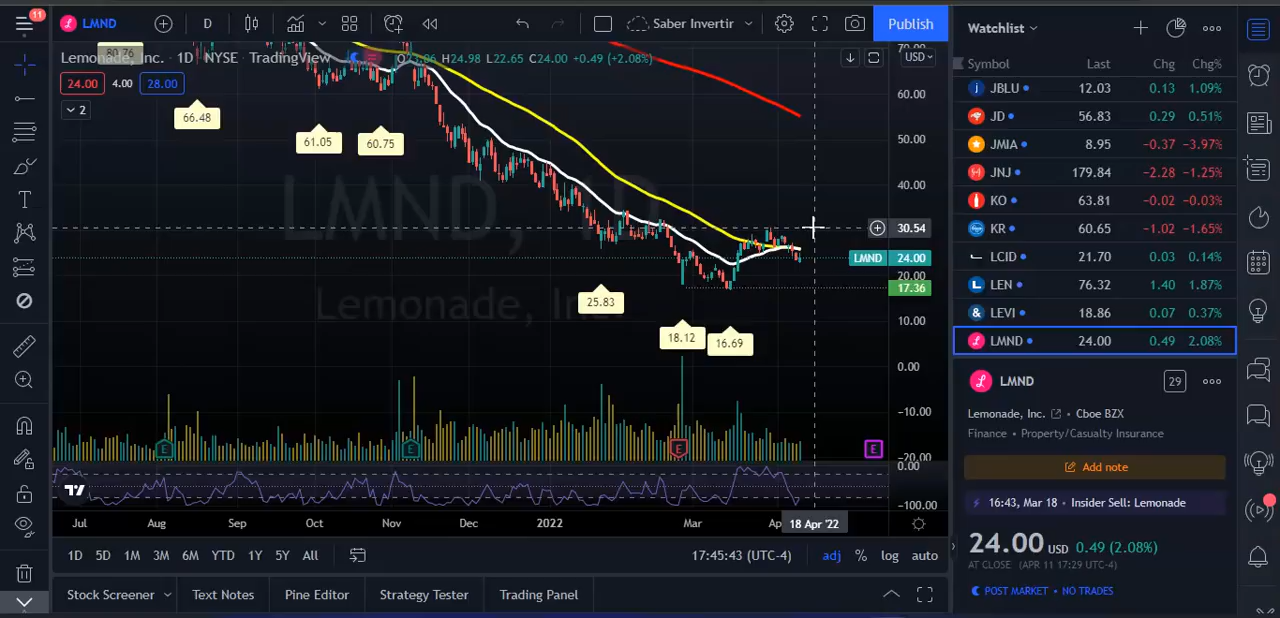 11
LMND
D
Saber Invertir
Publish
Lemonade, Inc. 1D NYSE TradingView H24.98 L22.65 C24.00 +0.49 (+2.08%)
80.76
24.00 4.00 28.00
2
USD
70.00
60.00
50.00
40.00
30.54
LMND 24.00
20.00
17.36
10.00
0.00
−10.00
−20.00
0.00
−100.00
66.48
61.05
60.75
25.83
18.12
16.69
LMND, 1D
Lemonade, Inc.
E E E E
Jul Aug Sep Oct Nov Dec 2022 Mar Ap 18 Apr '22
1D 5D 1M 3M 6M YTD 1Y 5Y All
17:45:43 (UTC-4) adj % log auto
Stock Screener Text Notes Pine Editor Strategy Tester Trading Panel
Watchlist
Symbol Last Chg Chg%
JBLU 12.03 0.13 1.09%
JD 56.83 0.29 0.51%
JMIA 8.95 −0.37 −3.97%
JNJ 179.84 −2.28 −1.25%
KO 63.81 −0.02 −0.03%
KR 60.65 −1.02 −1.65%
LCID 21.70 0.03 0.14%
LEN 76.32 1.40 1.87%
LEVI 18.86 0.07 0.37%
LMND 24.00 0.49 2.08%
LMND 29
Lemonade, Inc. • Cboe BZX
Finance • Property/Casualty Insurance
Add note
16:43, Mar 18 • Insider Sell: Lemonade
24.00 USD 0.49 (2.08%)
AT CLOSE (APR 11 17:29 UTC-4)
POST MARKET • NO TRADES